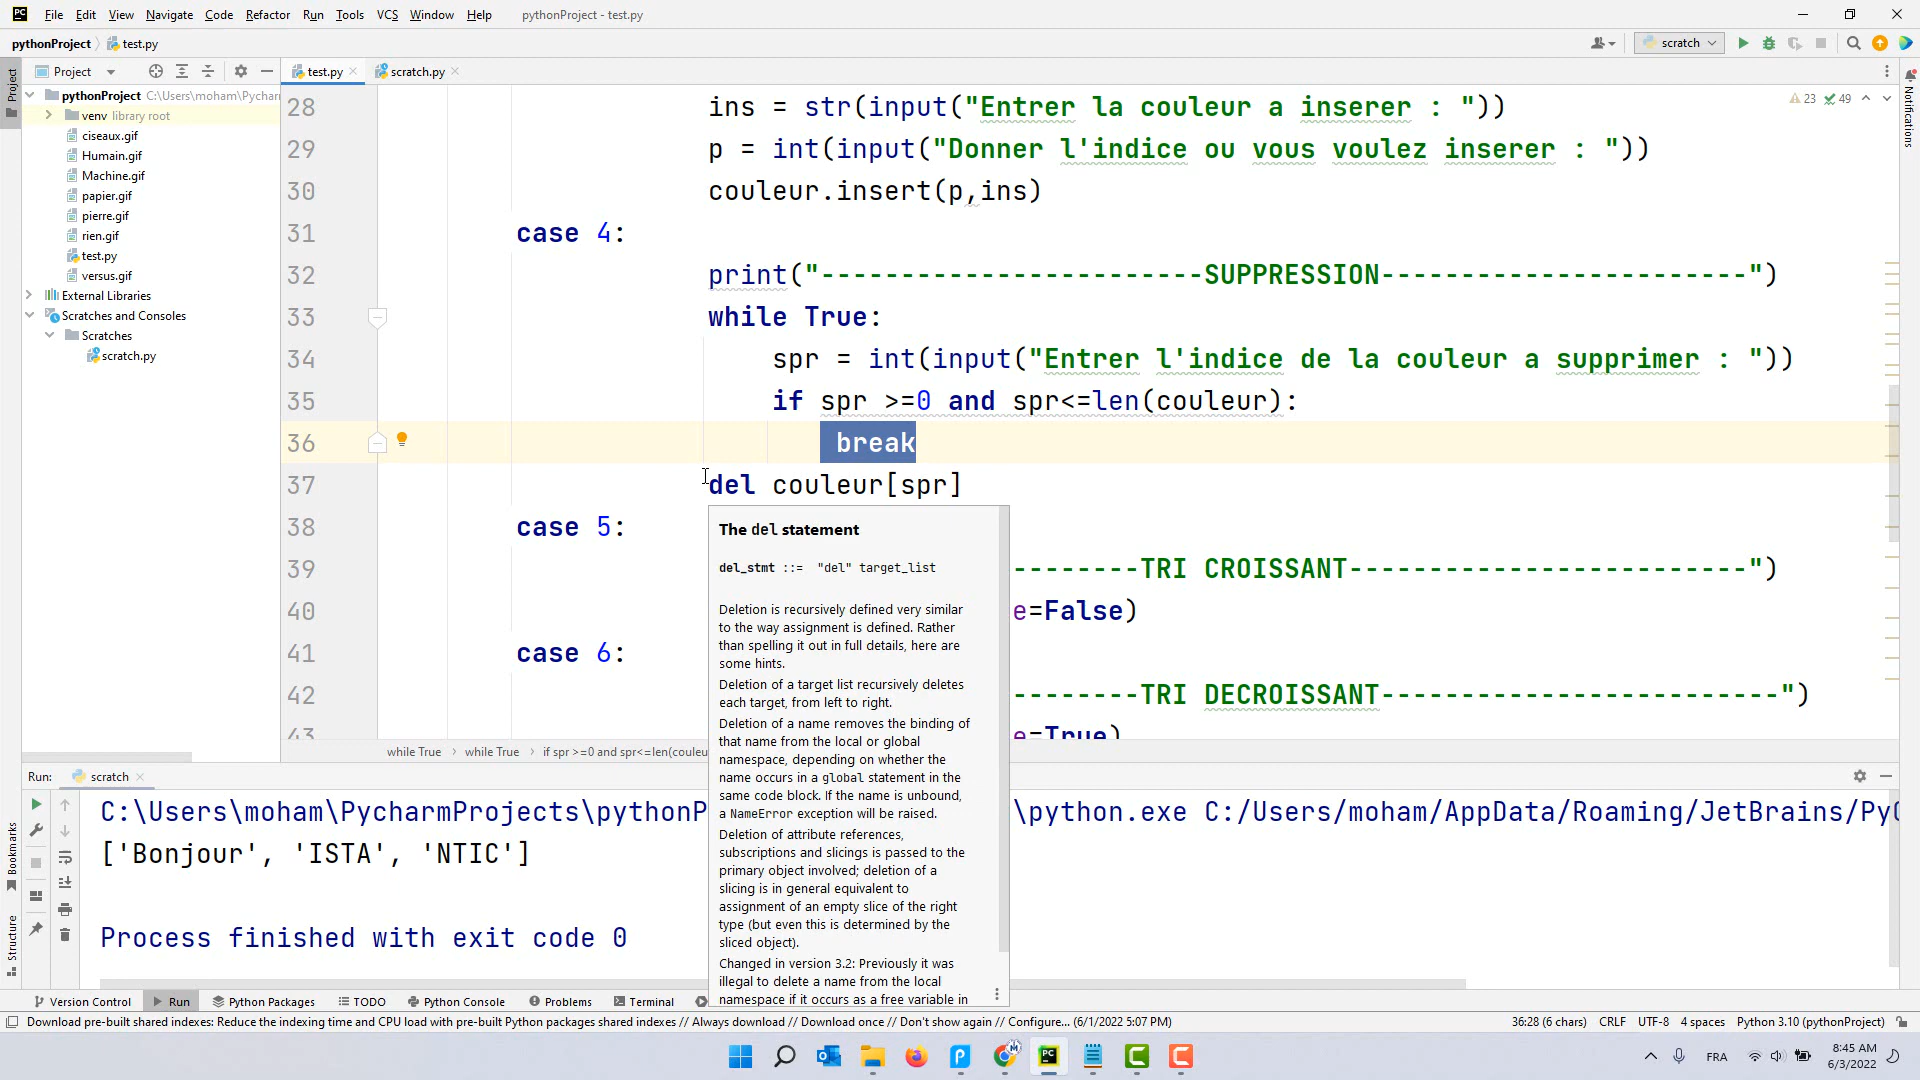 File Edit View Navigate Code Refactor Run Tools VCS Window Help pythonProject - test.py
pythonProject test.py scratch
Project test.py scratch.py
Project
pythonProject C:\Users\moham\Pycharm
venv library root
ciseaux.gif
Humain.gif
Machine.gif
papier.gif
pierre.gif
rien.gif
test.py
versus.gif
External Libraries
Scratches and Consoles
Scratches
scratch.py
23 49
Notifications
28 ins = str(input("Entrer la couleur a inserer : "))
29 p = int(input("Donner l'indice ou vous voulez inserer : "))
30 couleur.insert(p,ins)
31 case 4:
32 print("------------------------SUPPRESSION-----------------------")
33 while True:
34 spr = int(input("Entrer l'indice de la couleur a supprimer : "))
35 if spr >=0 and spr<=len(couleur):
36 break
37 del couleur[spr]
38 case 5:
39 --------TRI CROISSANT-------------------------")
40 e=False)
41 case 6:
42 --------TRI DECROISSANT-------------------------")
43 e=True)
The del statement
del_stmt ::= "del" target_list
Deletion is recursively defined very similar
to the way assignment is defined. Rather
than spelling it out in full details, here are
some hints.
Deletion of a target list recursively deletes
each target, from left to right.
Deletion of a name removes the binding of
that name from the local or global
namespace, depending on whether the
name occurs in a global statement in the
same code block. If the name is unbound,
a NameError exception will be raised.
Deletion of attribute references,
subscriptions and slicings is passed to the
primary object involved; deletion of a
slicing is in general equivalent to
assignment of an empty slice of the right
type (but even this is determined by the
sliced object).
Changed in version 3.2: Previously it was
illegal to delete a name from the local
namespace if it occurs as a free variable in
while True while True if spr >=0 and spr<=len(couleu
Run: scratch
C:\Users\moham\PycharmProjects\pythonP \python.exe C:/Users/moham/AppData/Roaming/JetBrains/PyC
['Bonjour', 'ISTA', 'NTIC']
Process finished with exit code 0
Bookmarks
Structure
Version Control Run Python Packages TODO Python Console Problems Terminal
Download pre-built shared indexes: Reduce the indexing time and CPU load with pre-built Python packages shared indexes // Always download // Download once // Don't show again // Configure... (6/1/2022 5:07 PM) 36:28 (6 chars) CRLF UTF-8 4 spaces Python 3.10 (pythonProject)
FRA 8:45 AM
6/3/2022